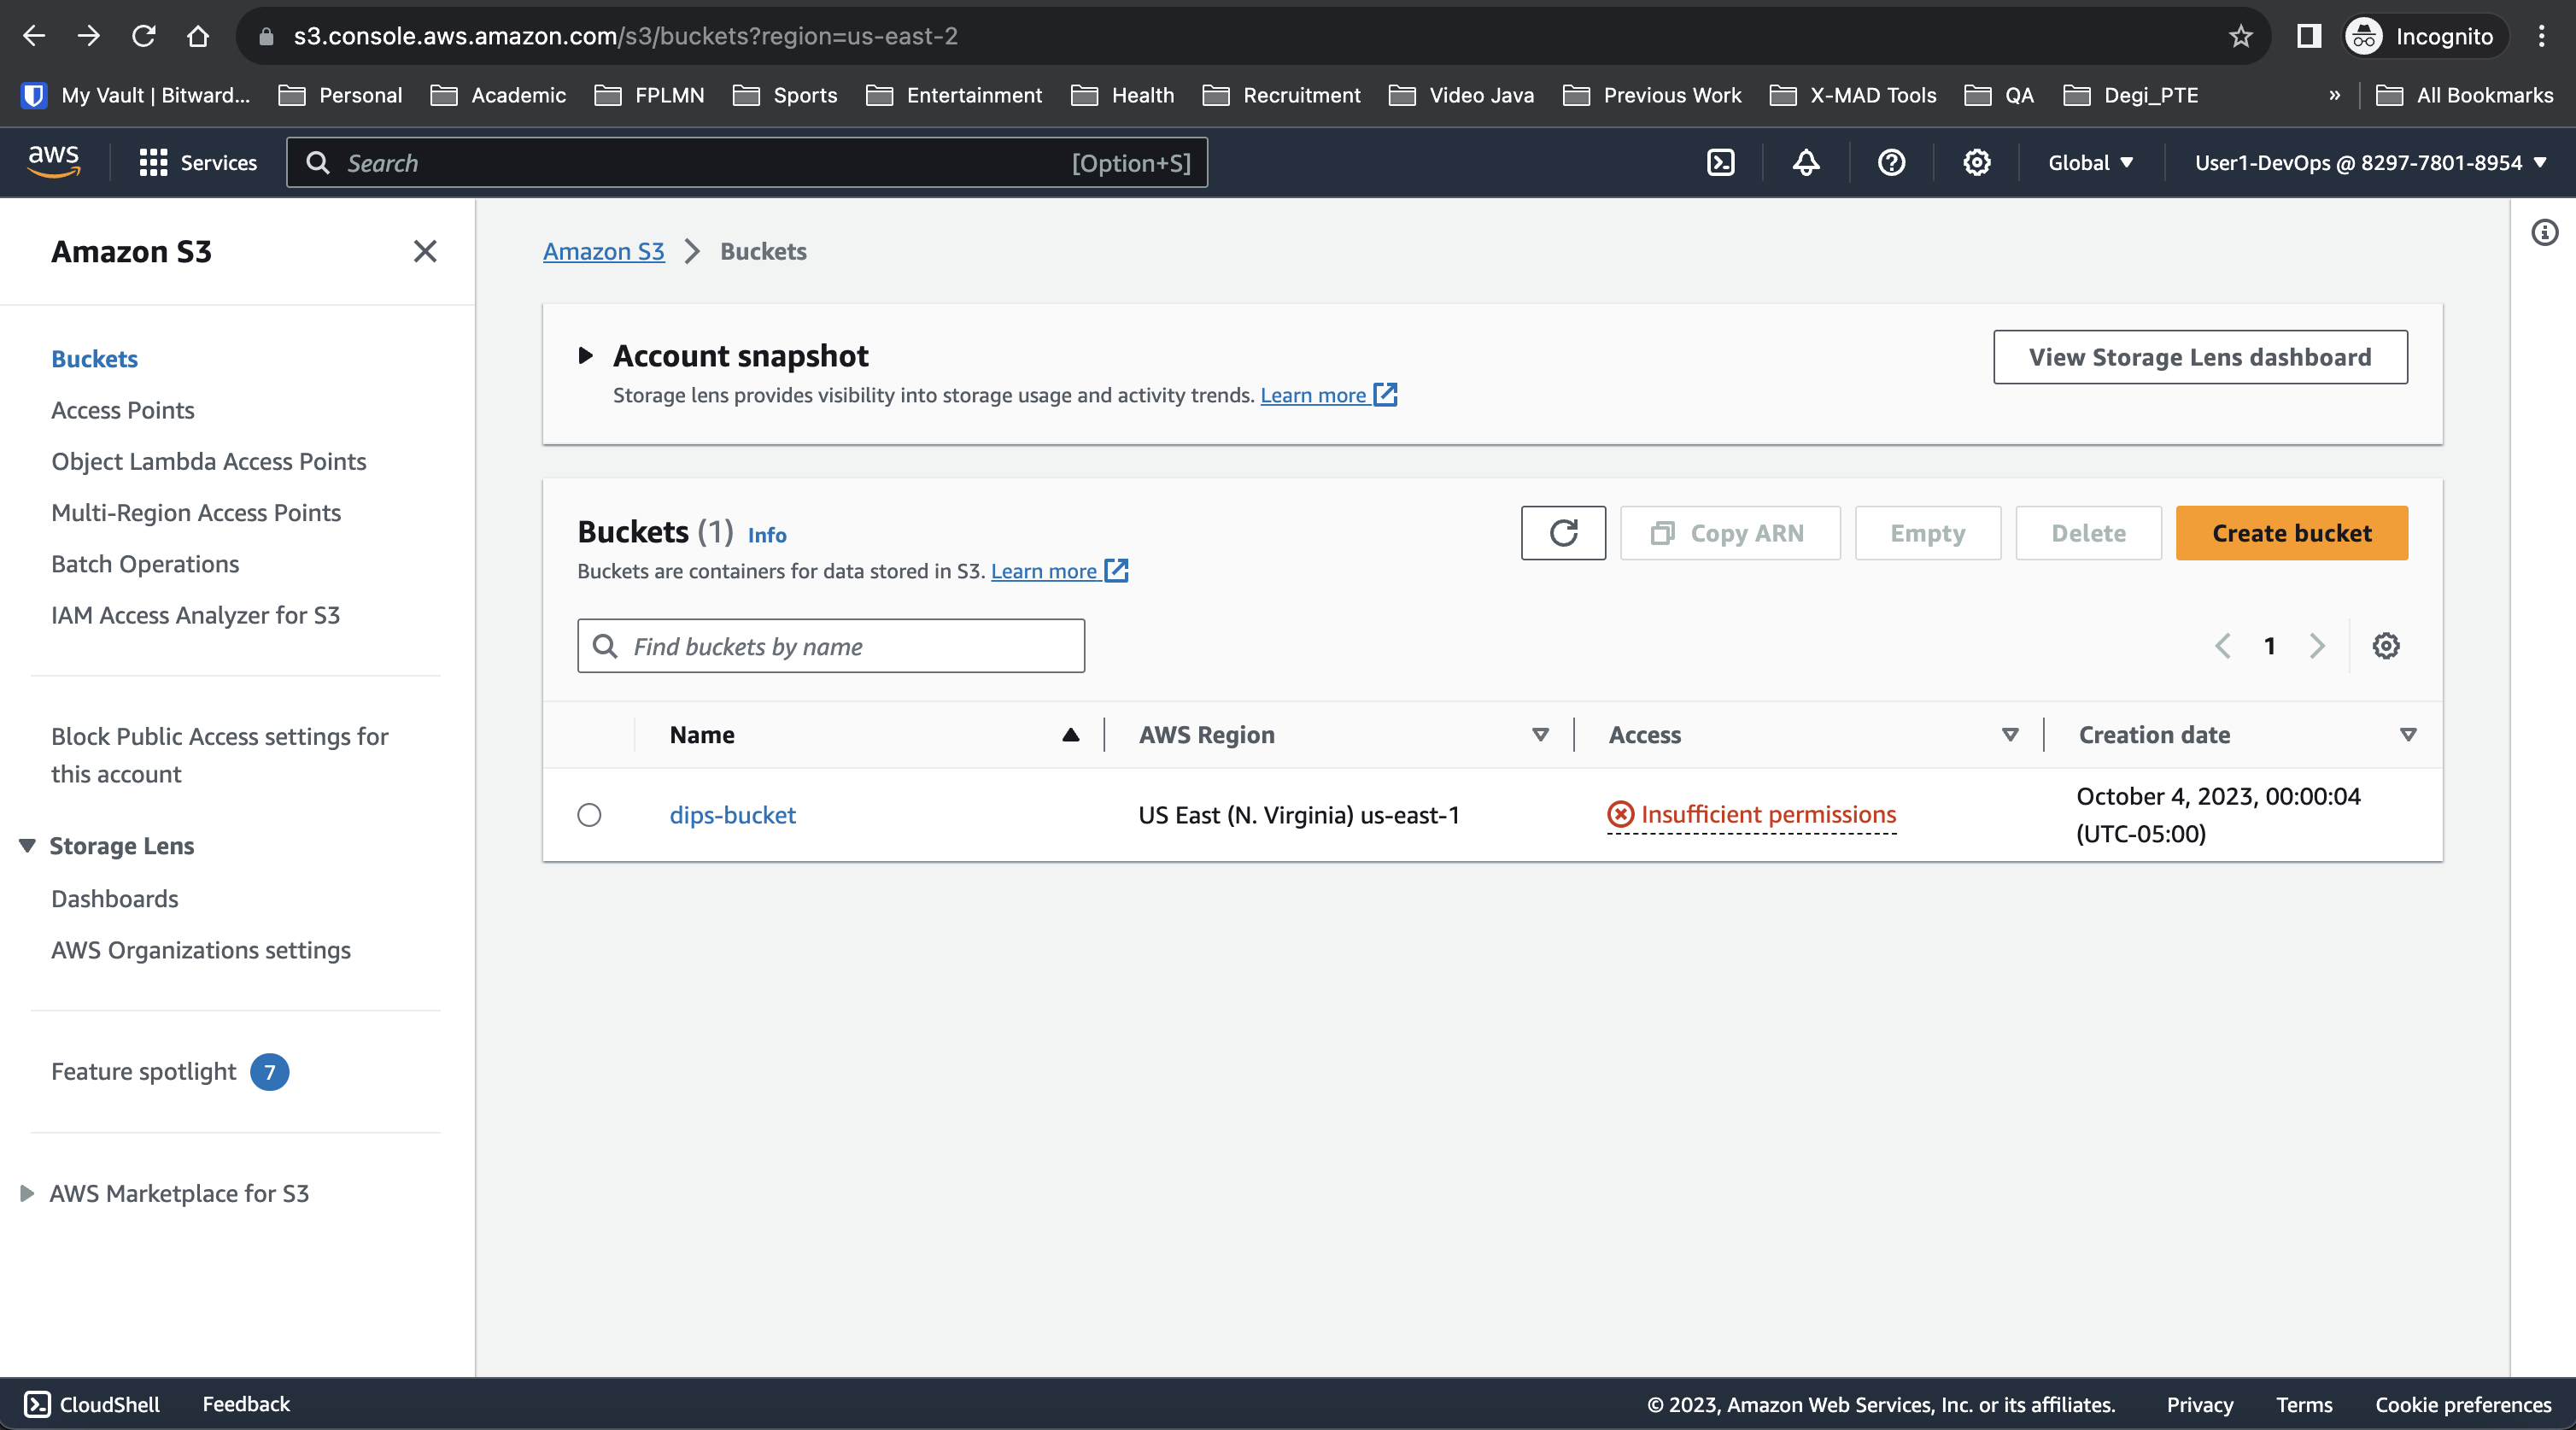 s3.console.aws.amazon.com/s3/buckets?region=us-east-2
Incognito
My Vault | Bitward...
Personal
Academic
FPLMN
Sports
Entertainment
Health
Recruitment
Video Java
Previous Work
X-MAD Tools
QA
Degi_PTE
»
All Bookmarks
aws
Services
Search
[Option+S]
Global
User1-DevOps @ 8297-7801-8954
Amazon S3
Buckets
Access Points
Object Lambda Access Points
Multi-Region Access Points
Batch Operations
IAM Access Analyzer for S3
Block Public Access settings for
this account
Storage Lens
Dashboards
AWS Organizations settings
Feature spotlight 7
AWS Marketplace for S3
Amazon S3 > Buckets
Account snapshot
Storage lens provides visibility into storage usage and activity trends. Learn more
View Storage Lens dashboard
Buckets (1) Info
Buckets are containers for data stored in S3. Learn more
Copy ARN
Empty
Delete
Create bucket
Find buckets by name
1
Name
AWS Region
Access
Creation date
dips-bucket
US East (N. Virginia) us-east-1
Insufficient permissions
October 4, 2023, 00:00:04
(UTC-05:00)
CloudShell
Feedback
© 2023, Amazon Web Services, Inc. or its affiliates.
Privacy
Terms
Cookie preferences